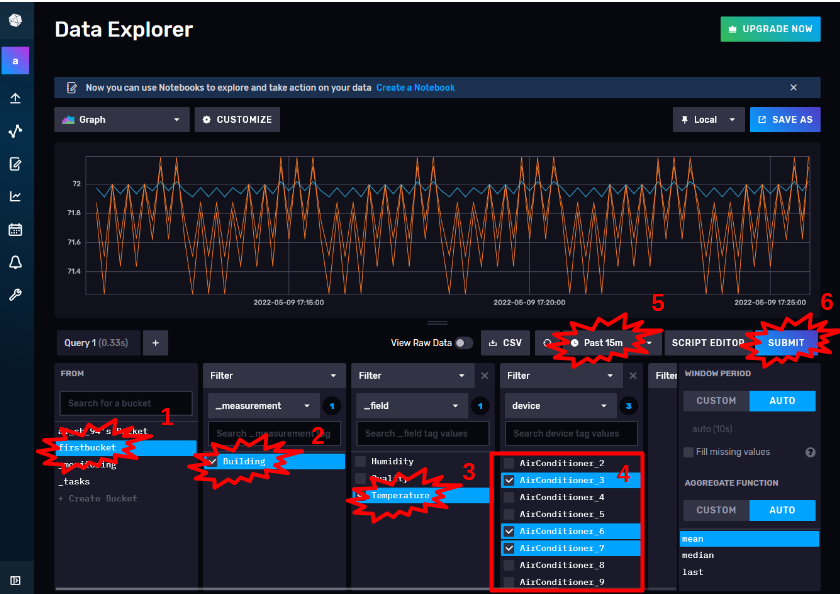 Data Explorer
UPGRADE NOW
a
Now you can use Notebooks to explore and take action on your data Create a Notebook
Graph
CUSTOMIZE
Local
SAVE AS
72
71.8
71.6
71.4
2022-05-09 17:15:00
2022-05-09 17:20:00
2022-05-09 17:25:00
5
6
Query 1 (0.33s)
+
View Raw Data
CSV
Past 15m
SCRIPT EDITOR
SUBMIT
FROM
Filter
Filter
Filter
Filter
WINDOW PERIOD
Search for a bucket
_measurement
1
_field
1
device
3
CUSTOM
AUTO
1
Search _measurement tag
Search _field tag values
Search device tag values
auto (10s)
Bucket
2
firstbucket
Building
Humidity
AirConditioner_2
Fill missing values
?
_monitoring
3
4
Quality
AirConditioner_3
_tasks
Temperature
AirConditioner_4
AGGREGATE FUNCTION
+ Create Bucket
AirConditioner_5
CUSTOM
AUTO
AirConditioner_6
mean
AirConditioner_7
median
AirConditioner_8
last
AirConditioner_9